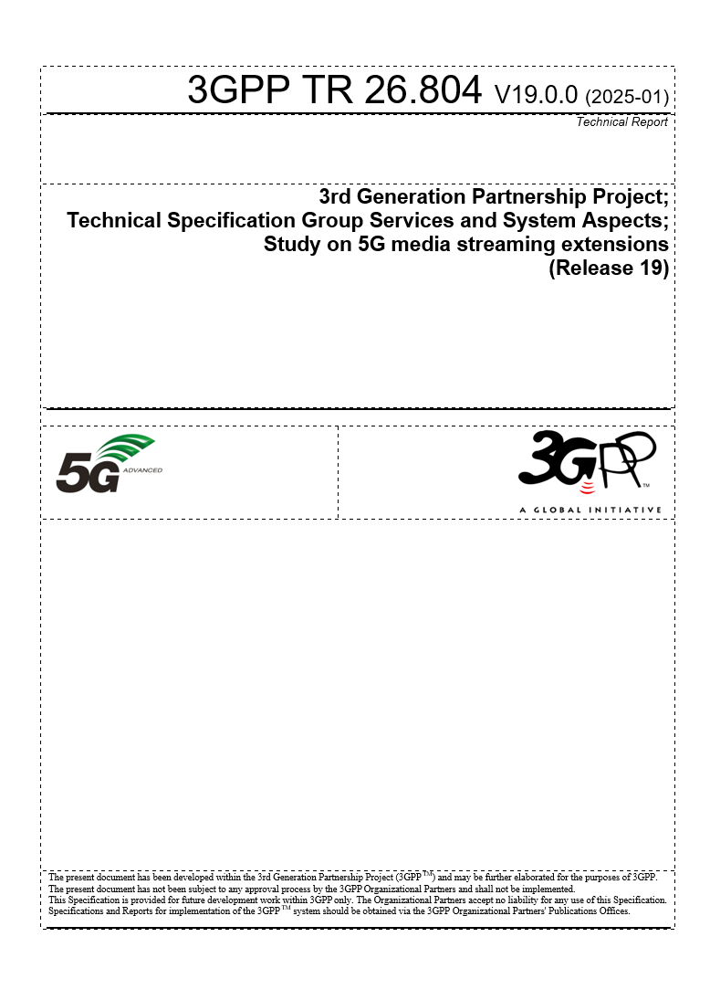 3GPP TR 26.804 V19.0.0 (2025-01)
Technical Report
3rd Generation Partnership Project;
Technical Specification Group Services and System Aspects;
Study on 5G media streaming extensions
(Release 19)
5G ADVANCED
3GPP TM
A GLOBAL INITIATIVE
The present document has been developed within the 3rd Generation Partnership Project (3GPP TM) and may be further elaborated for the purposes of 3GPP.
The present document has not been subject to any approval process by the 3GPP Organizational Partners and shall not be implemented.
This Specification is provided for future development work within 3GPP only. The Organizational Partners accept no liability for any use of this Specification.
Specifications and Reports for implementation of the 3GPP TM system should be obtained via the 3GPP Organizational Partners' Publications Offices.